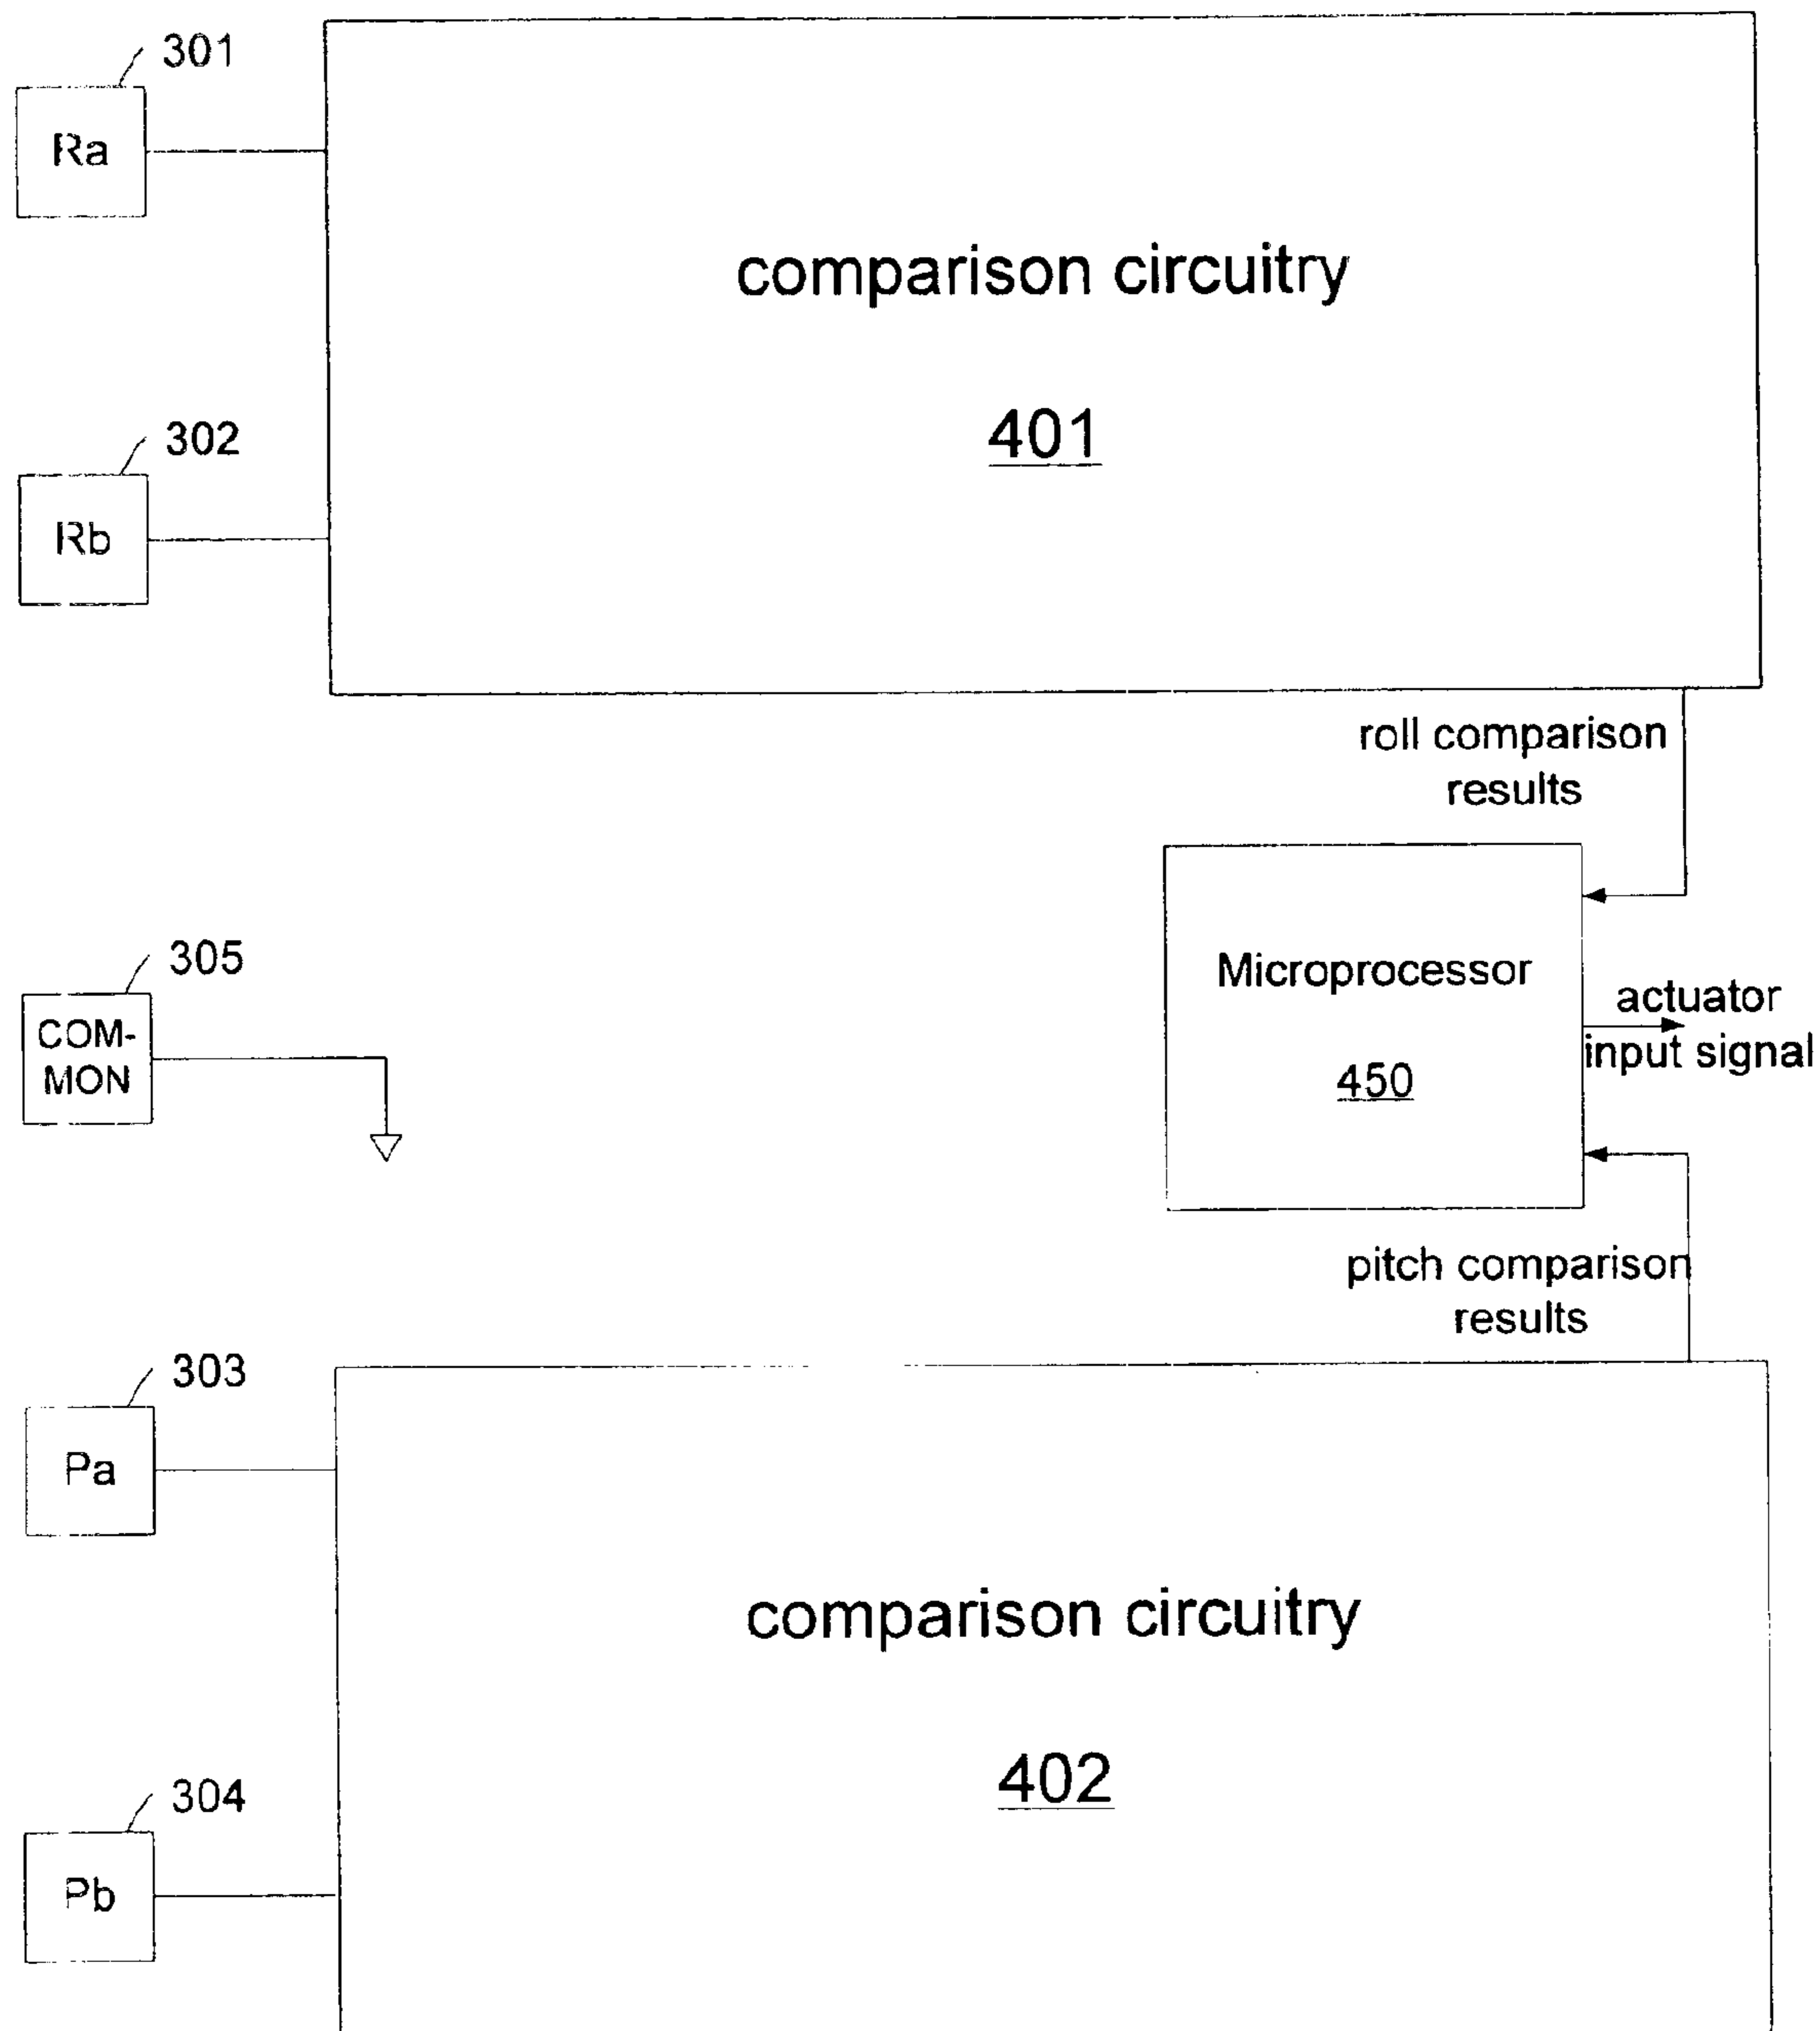 301
Ra
comparison circuitry
401
302
Rb
roll comparison
results
305
COM-
MON
Microprocessor
450
actuator
input signal
pitch comparison
results
303
Pa
comparison circuitry
402
304
Pb